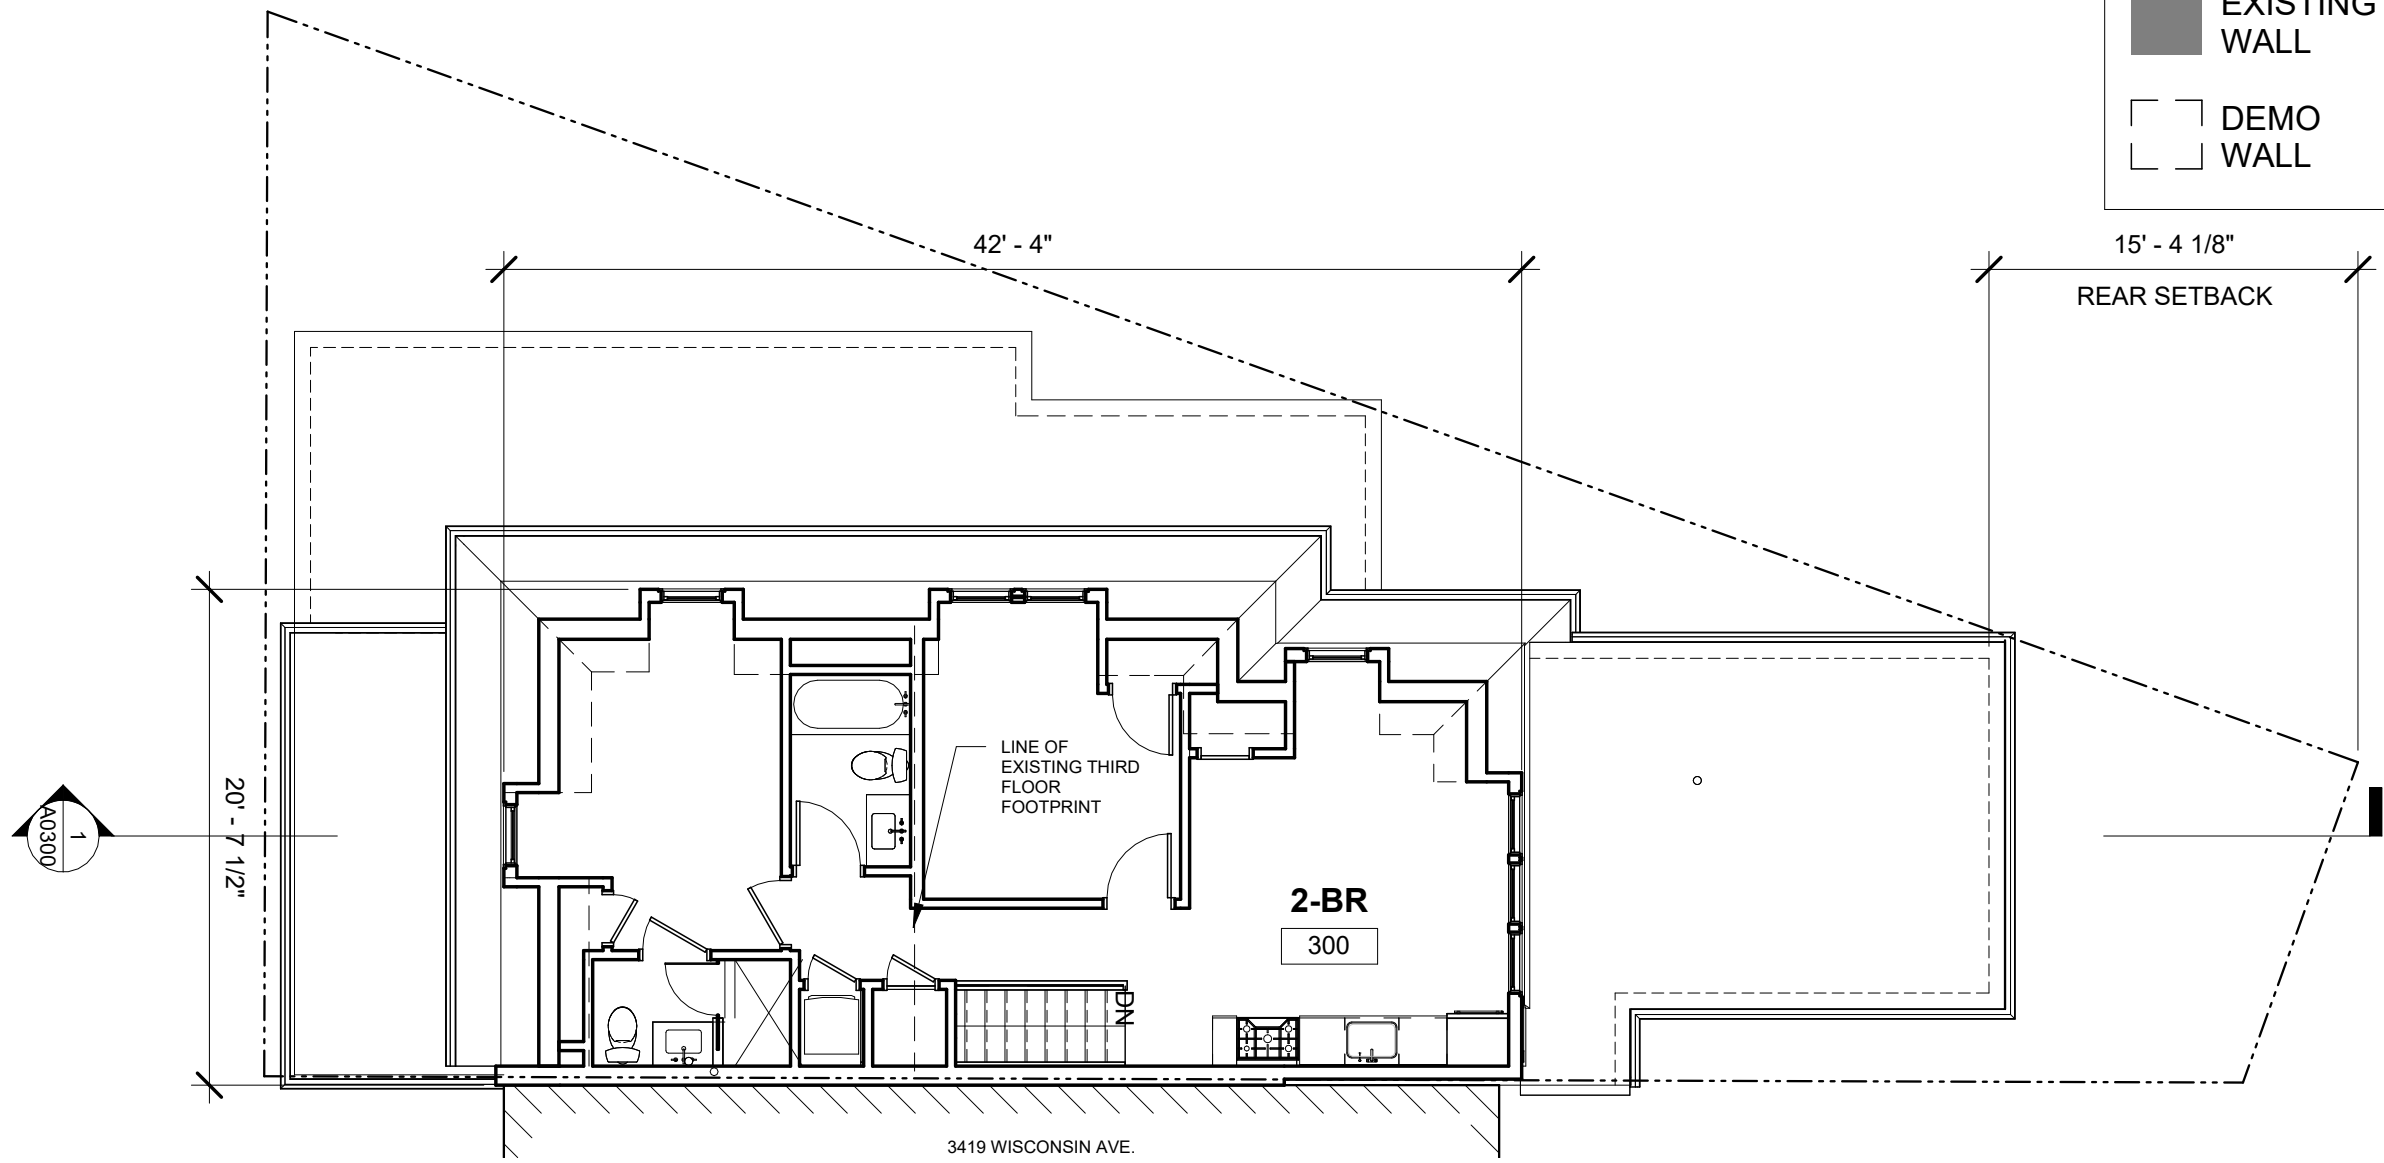 EXISTING
WALL
DEMO
WALL
42' - 4"
15' - 4 1/8"
REAR SETBACK
LINE OF
EXISTING THIRD
FLOOR
FOOTPRINT
20' - 7 1/2"
1
A0300
2-BR
300
DN
3419 WISCONSIN AVE.